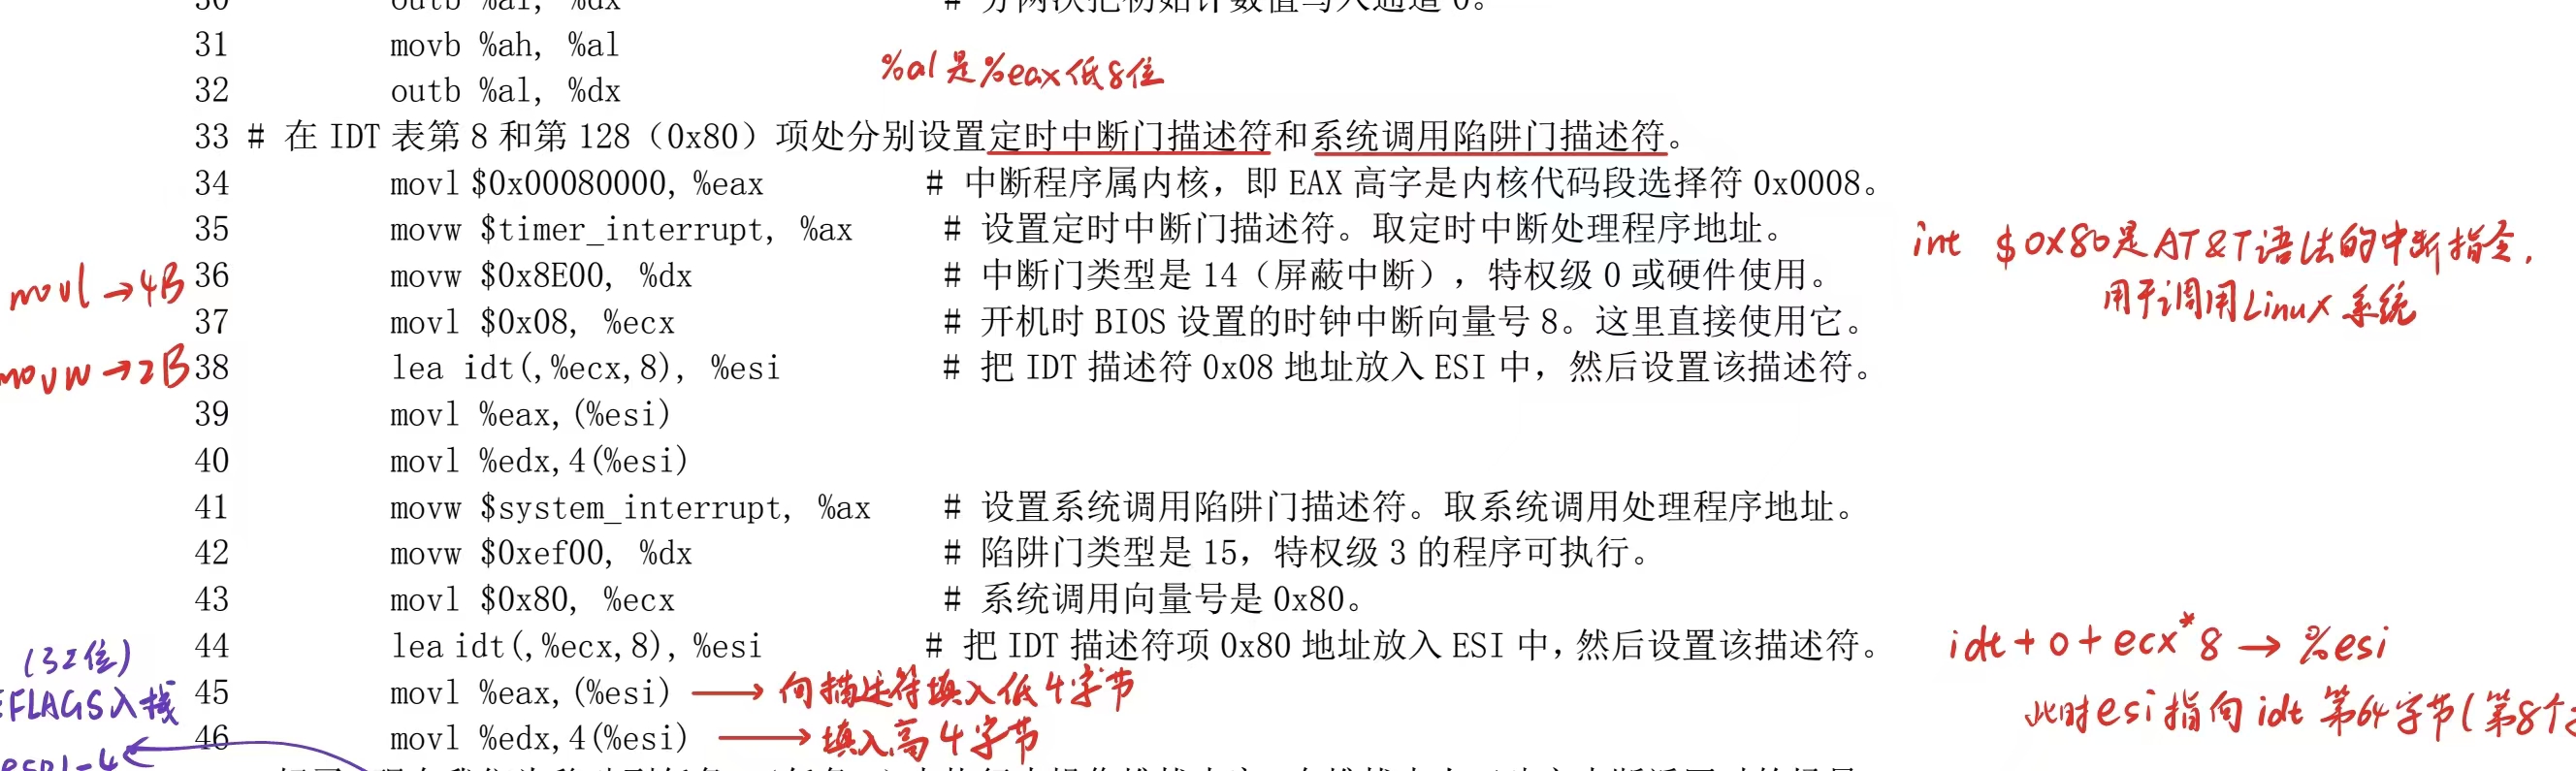 31 movb %ah, %al
%al是%eax低8位
32 outb %al, %dx
33 # 在 IDT 表第 8 和第 128（0x80）项处分别设置定时中断门描述符和系统调用陷阱门描述符。
34 movl $0x00080000, %eax # 中断程序属内核，即 EAX 高字是内核代码段选择符 0x0008。
35 movw $timer_interrupt, %ax # 设置定时中断门描述符。取定时中断处理程序地址。
int $0x80是AT&T语法的中断指令，
movl→4B
36 movw $0x8E00, %dx # 中断门类型是 14（屏蔽中断），特权级 0 或硬件使用。
用于调用Linux系统
37 movl $0x08, %ecx # 开机时 BIOS 设置的时钟中断向量号 8。这里直接使用它。
movw→2B
38 lea idt(,%ecx,8), %esi # 把 IDT 描述符 0x08 地址放入 ESI 中，然后设置该描述符。
39 movl %eax,(%esi)
40 movl %edx,4(%esi)
41 movw $system_interrupt, %ax # 设置系统调用陷阱门描述符。取系统调用处理程序地址。
42 movw $0xef00, %dx # 陷阱门类型是 15，特权级 3 的程序可执行。
43 movl $0x80, %ecx # 系统调用向量号是 0x80。
44 lea idt(,%ecx,8), %esi # 把 IDT 描述符项 0x80 地址放入 ESI 中，然后设置该描述符。
idt+0+ecx*8→%esi
(32位)
45 movl %eax,(%esi) → 向描述符填入低4字节
EFLAGS入栈
此时esi指向idt第64字节(第8个
46 movl %edx,4(%esi) → 填入高4字节